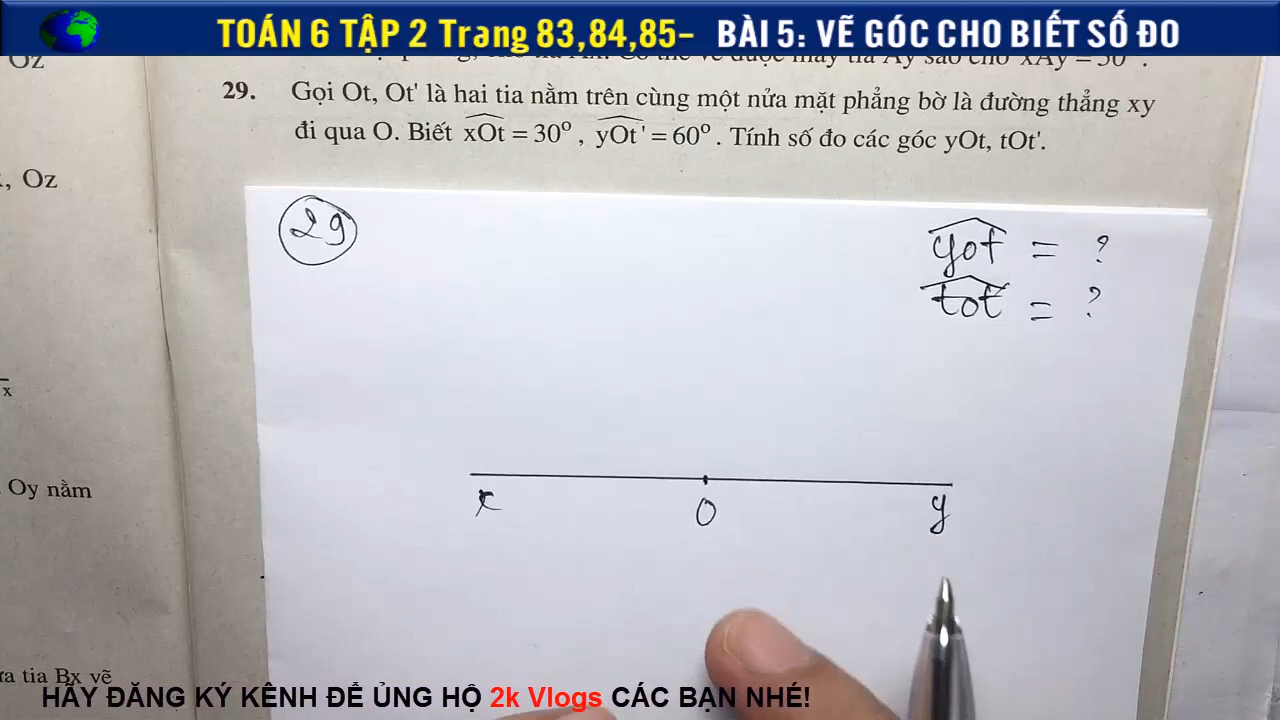 TOÁN 6 TẬP 2 Trang 83,84,85- BÀI 5: VẼ GÓC CHO BIẾT SỐ ĐO
Oz
29. Gọi Ot, Ot' là hai tia nằm trên cùng một nửa mặt phẳng bờ là đường thẳng xy
đi qua O. Biết xOt = 30°, yOt' = 60°. Tính số đo các góc yOt, tOt'.
, Oz
29
yot = ?
tot = ?
x
Oy nằm
x O y
tia Bx vẽ
HÃY ĐĂNG KÝ KÊNH ĐỂ ỦNG HỘ 2k Vlogs CÁC BẠN NHÉ!